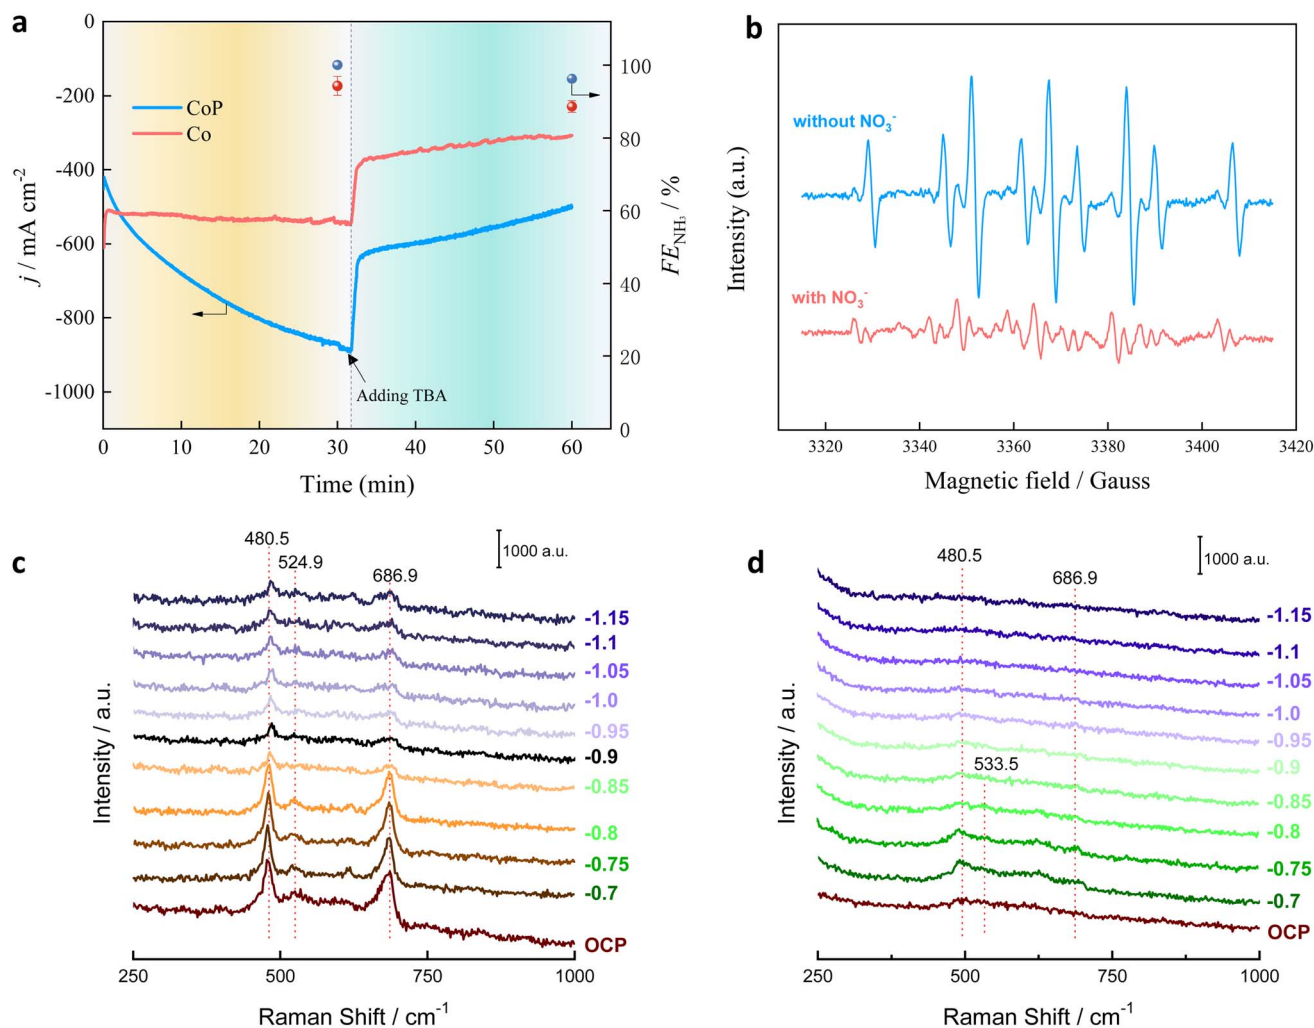 a
0
-200
-400
-600
-800
-1000
j / mA cm⁻²
CoP
Co
Adding TBA
100
80
60
40
20
0
FE_NH₃ / %
0 10 20 30 40 50 60
Time (min)
b
without NO₃⁻
with NO₃⁻
Intensity (a.u.)
3320 3340 3360 3380 3400 3420
Magnetic field / Gauss
c
480.5
524.9
686.9
1000 a.u.
-1.15
-1.1
-1.05
-1.0
-0.95
-0.9
-0.85
-0.8
-0.75
-0.7
OCP
Intensity / a.u.
250 500 750 1000
Raman Shift / cm⁻¹
d
480.5
686.9
533.5
1000 a.u.
-1.15
-1.1
-1.05
-1.0
-0.95
-0.9
-0.85
-0.8
-0.75
-0.7
OCP
Intensity / a.u.
250 500 750 1000
Raman Shift / cm⁻¹